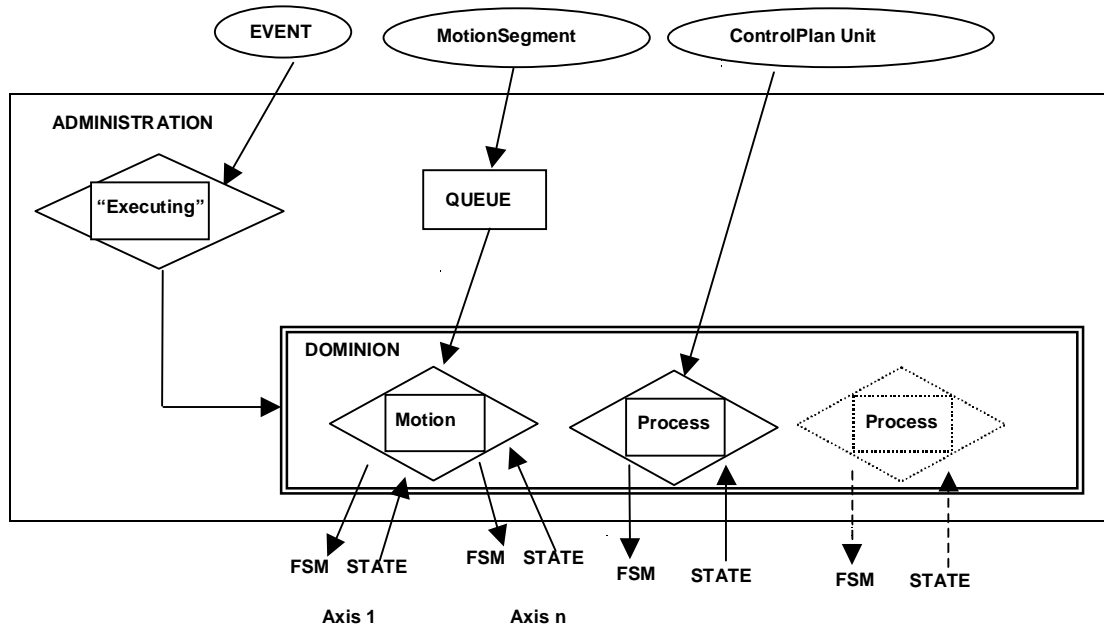 EVENT
MotionSegment
ControlPlan Unit
ADMINISTRATION
“Executing”
QUEUE
DOMINION
Motion
Process
Process
FSM
STATE
FSM
STATE
FSM
STATE
FSM
STATE
Axis 1
Axis n